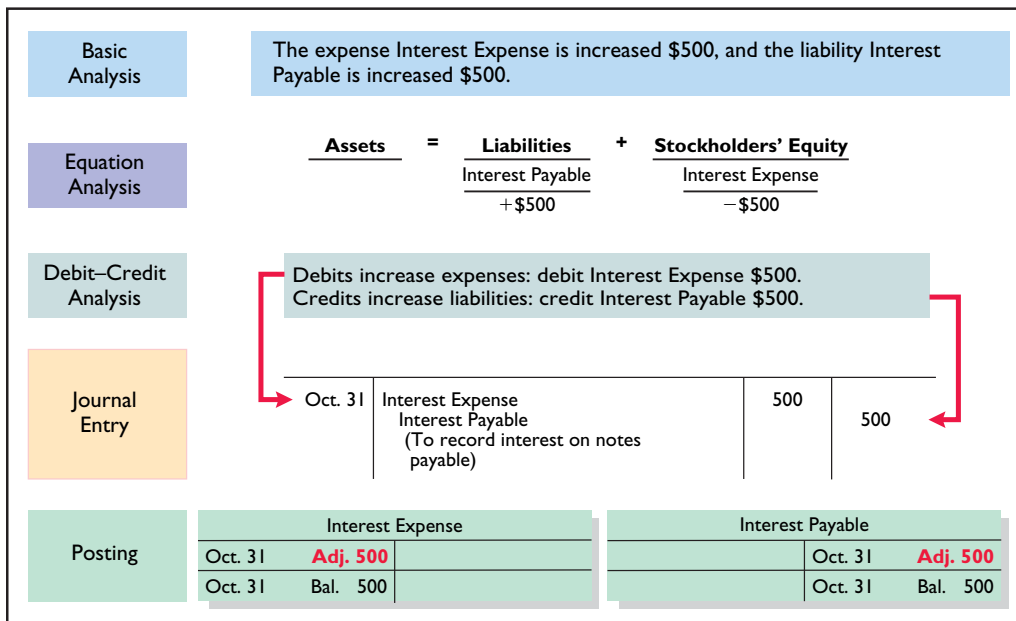 Basic
Analysis
The expense Interest Expense is increased $500, and the liability Interest
Payable is increased $500.
Equation
Analysis
Assets = Liabilities + Stockholders’ Equity
Interest Payable Interest Expense
+$500 −$500
Debit–Credit
Analysis
Debits increase expenses: debit Interest Expense $500.
Credits increase liabilities: credit Interest Payable $500.
Journal
Entry
Oct. 31 Interest Expense 500
Interest Payable 500
(To record interest on notes
payable)
Posting
Interest Expense
Oct. 31 Adj. 500
Oct. 31 Bal. 500
Interest Payable
Oct. 31 Adj. 500
Oct. 31 Bal. 500